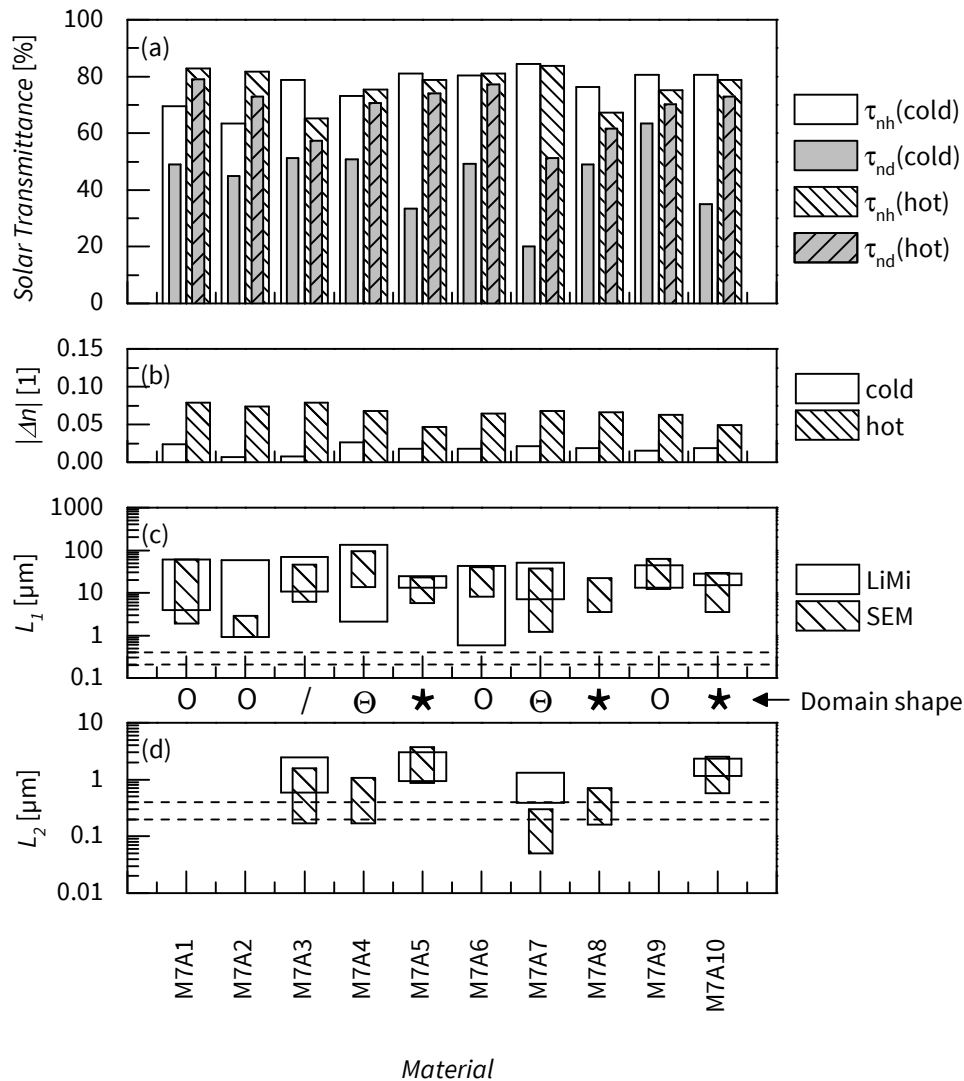 (a)
Solar Transmittance [%]
100
80
60
40
20
0
τnh(cold)
τnd(cold)
τnh(hot)
τnd(hot)
(b)
|Δn| [1]
0.15
0.10
0.05
0.00
cold
hot
(c)
L1 [µm]
1000
100
10
1
0.1
LiMi
SEM
O O / Θ ★ O Θ ★ O ★ ← Domain shape
(d)
L2 [µm]
10
1
0.1
0.01
M7A1
M7A2
M7A3
M7A4
M7A5
M7A6
M7A7
M7A8
M7A9
M7A10
Material